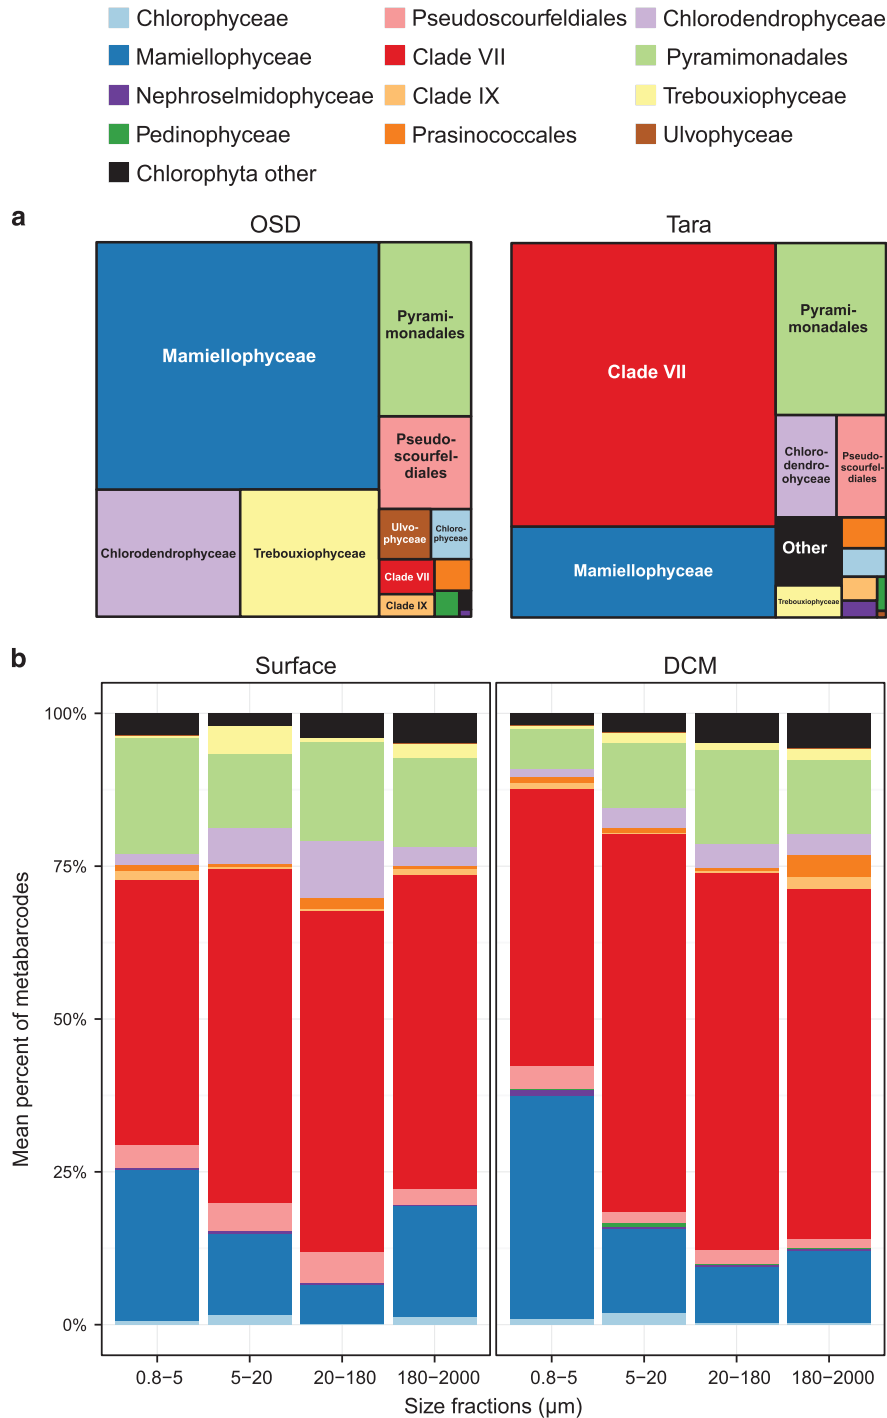 Chlorophyceae
Pseudoscourfeldiales
Chlorodendrophyceae
Mamiellophyceae
Clade VII
Pyramimonadales
Nephroselmidophyceae
Clade IX
Trebouxiophyceae
Pedinophyceae
Prasinococcales
Ulvophyceae
Chlorophyta other
a
OSD
Tara
Mamiellophyceae
Pyrami-
monadales
Pseudo-
scourfel-
diales
Chlorodendrophyceae
Trebouxiophyceae
Ulvo-
phyceae
Chloro-
phyceae
Clade VII
Clade IX
Clade VII
Pyrami-
monadales
Chloro-
dendro-
ohyceae
Pseudo-
scourfel-
diales
Mamiellophyceae
Other
Trebouxiophyceae
b
Surface
DCM
Mean percent of metabarcodes
100%
75%
50%
25%
0%
0.8−5
5−20
20−180
180−2000
0.8−5
5−20
20−180
180−2000
Size fractions (µm)